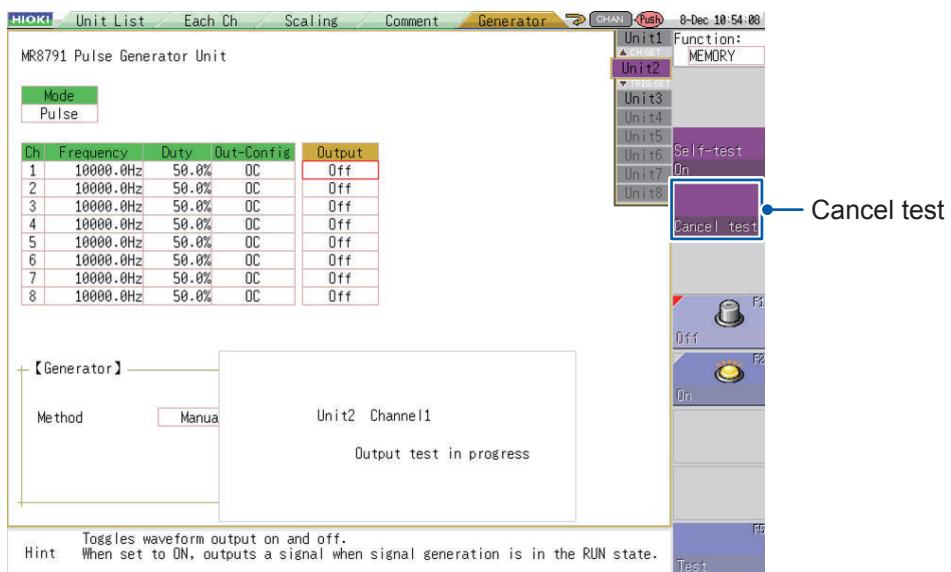 HIOKI Unit List Each Ch Scaling Comment Generator CHAN Push 8-Dec 10:54:08
Unit1 Function:
MR8791 Pulse Generator Unit
▲CH SET MEMORY
Unit2
▼TRIG SET
Mode
Unit3
Pulse
Unit4
Unit5
Ch Frequency Duty Out-Config Output
Unit6 Self-test
1 10000.0Hz 50.0% OC Off
Unit7 On
2 10000.0Hz 50.0% OC Off
Unit8
3 10000.0Hz 50.0% OC Off
4 10000.0Hz 50.0% OC Off
Cancel test
Cancel test
5 10000.0Hz 50.0% OC Off
6 10000.0Hz 50.0% OC Off
7 10000.0Hz 50.0% OC Off
8 10000.0Hz 50.0% OC Off
F1
Off
【Generator】
F2
On
Method Manua
Unit2 Channel1
Output test in progress
Hint Toggles waveform output on and off.
When set to ON, outputs a signal when signal generation is in the RUN state.
F5
Test